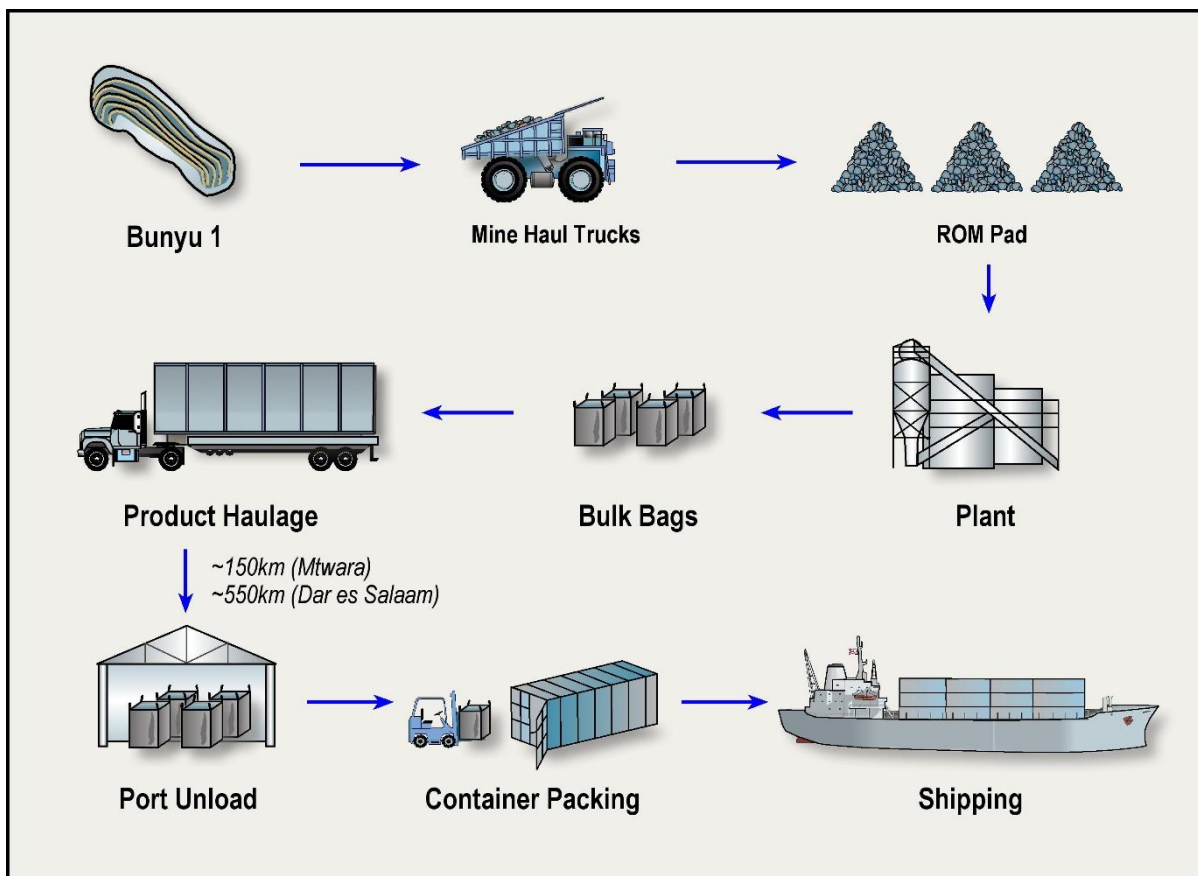 Bunyu 1
Mine Haul Trucks
ROM Pad
Plant
Bulk Bags
Product Haulage
~150km (Mtwara)
~550km (Dar es Salaam)
Port Unload
Container Packing
Shipping